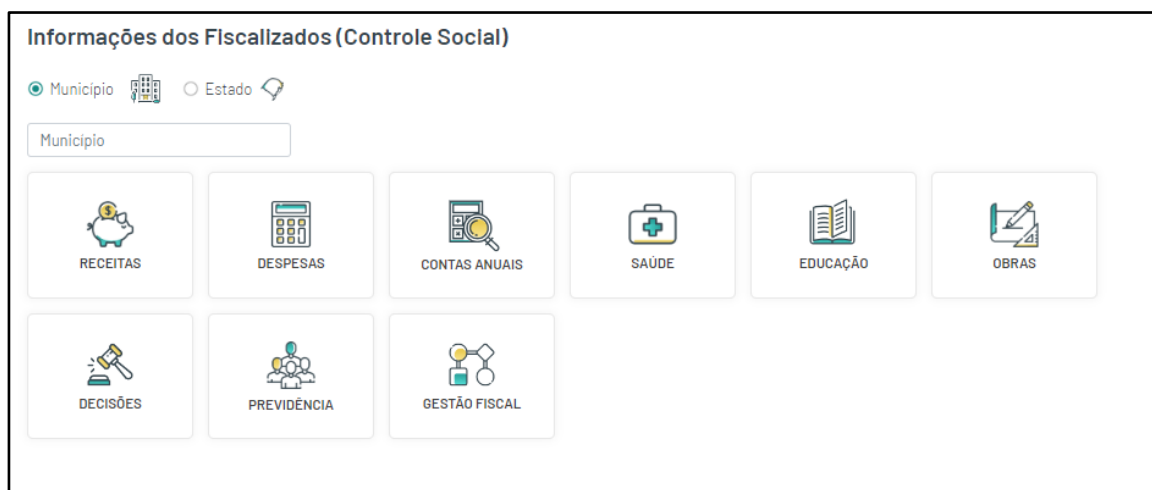 Informações dos Fiscalizados (Controle Social)
Município Estado
Município
RECEITAS DESPESAS CONTAS ANUAIS SAÚDE EDUCAÇÃO OBRAS
DECISÕES PREVIDÊNCIA GESTÃO FISCAL